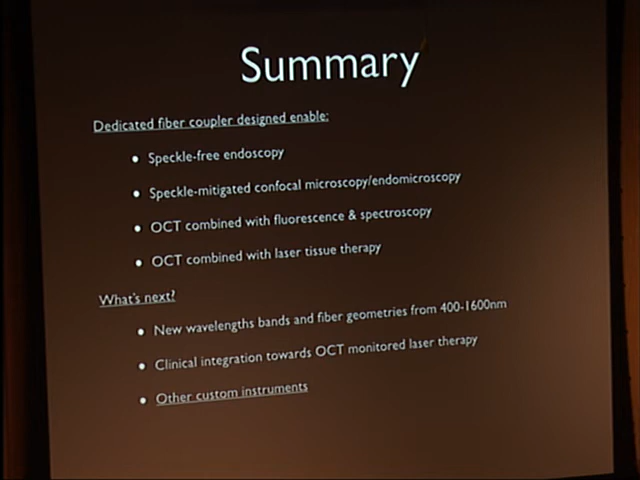 Summary
Dedicated fiber coupler designed enable:
• Speckle-free endoscopy
• Speckle-mitigated confocal microscopy/endomicroscopy
• OCT combined with fluorescence & spectroscopy
• OCT combined with laser tissue therapy
What's next?
• New wavelengths bands and fiber geometries from 400-1600nm
• Clinical integration towards OCT monitored laser therapy
• Other custom instruments